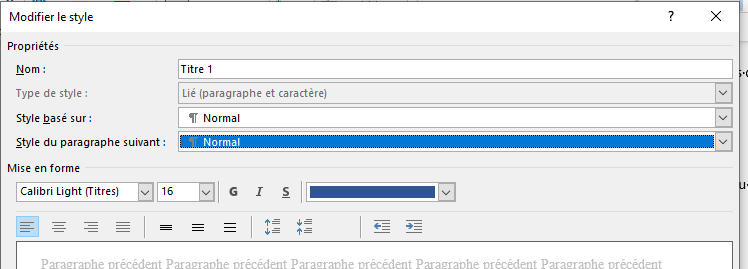 Modifier le style ? ×
Propriétés
Nom : Titre 1
Type de style : Lié (paragraphe et caractère)
Style basé sur : ¶ Normal
Style du paragraphe suivant : ¶ Normal
Mise en forme
Calibri Light (Titres) 16 G I S
Paragraphe précédent Paragraphe précédent Paragraphe précédent Paragraphe précédent Paragraphe précédent